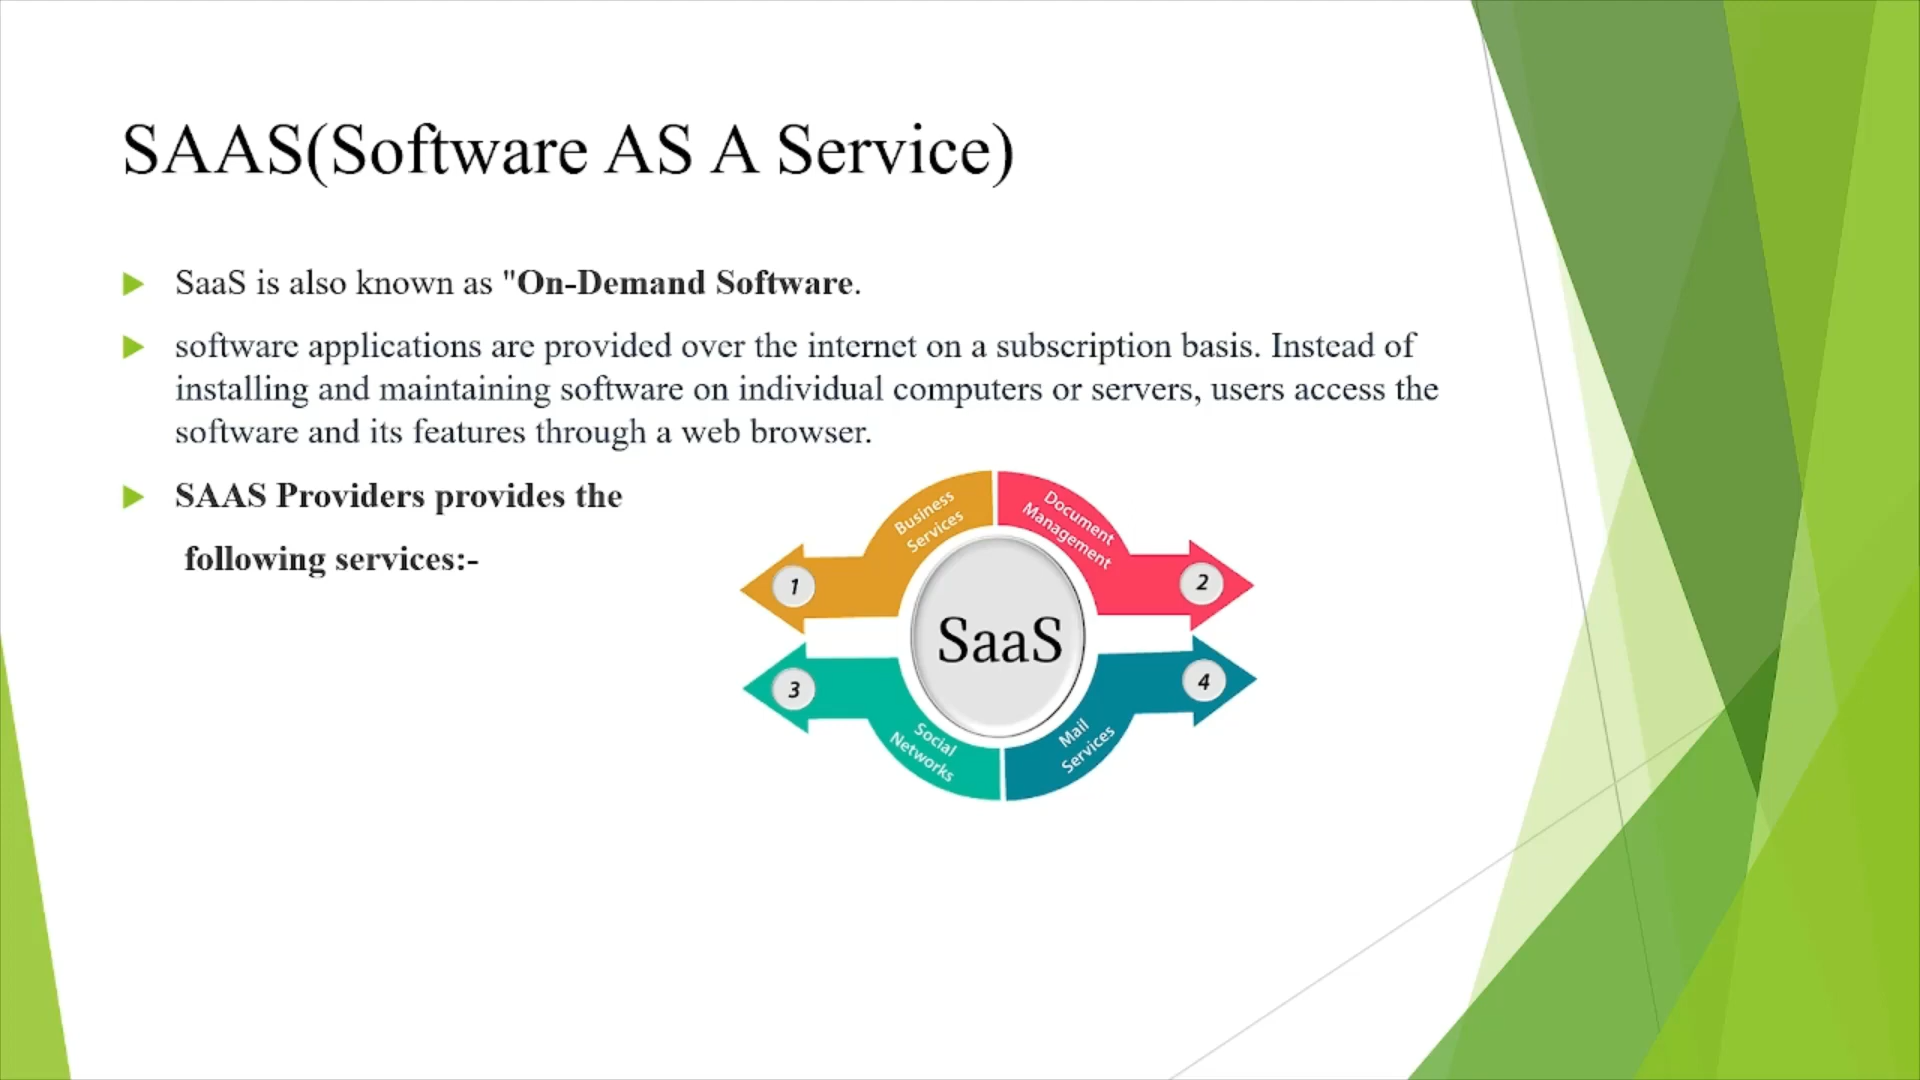 SAAS(Software AS A Service)
SaaS is also known as "On-Demand Software.
software applications are provided over the internet on a subscription basis. Instead of
installing and maintaining software on individual computers or servers, users access the
software and its features through a web browser.
SAAS Providers provides the
following services:-
Business
Services
Document
Management
1
2
SaaS
3
4
Social
Networks
Mail
Services